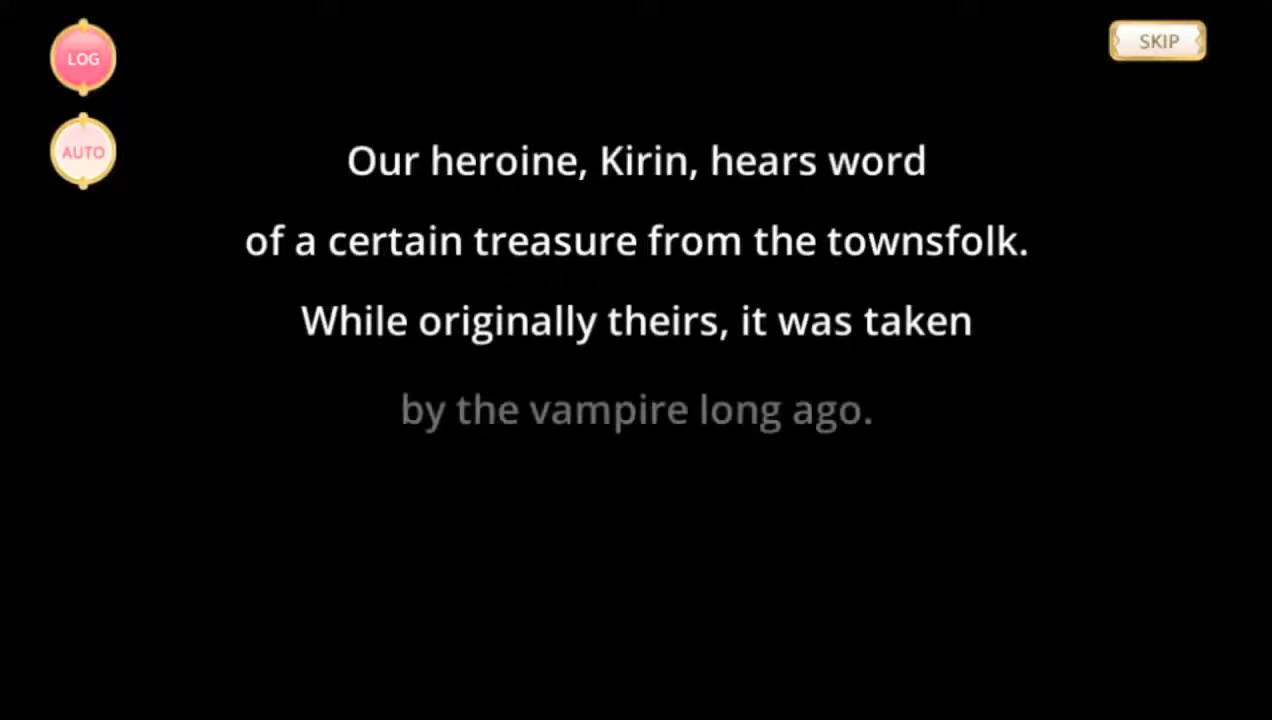 LOG
SKIP
AUTO
Our heroine, Kirin, hears word
of a certain treasure from the townsfolk.
While originally theirs, it was taken
by the vampire long ago.